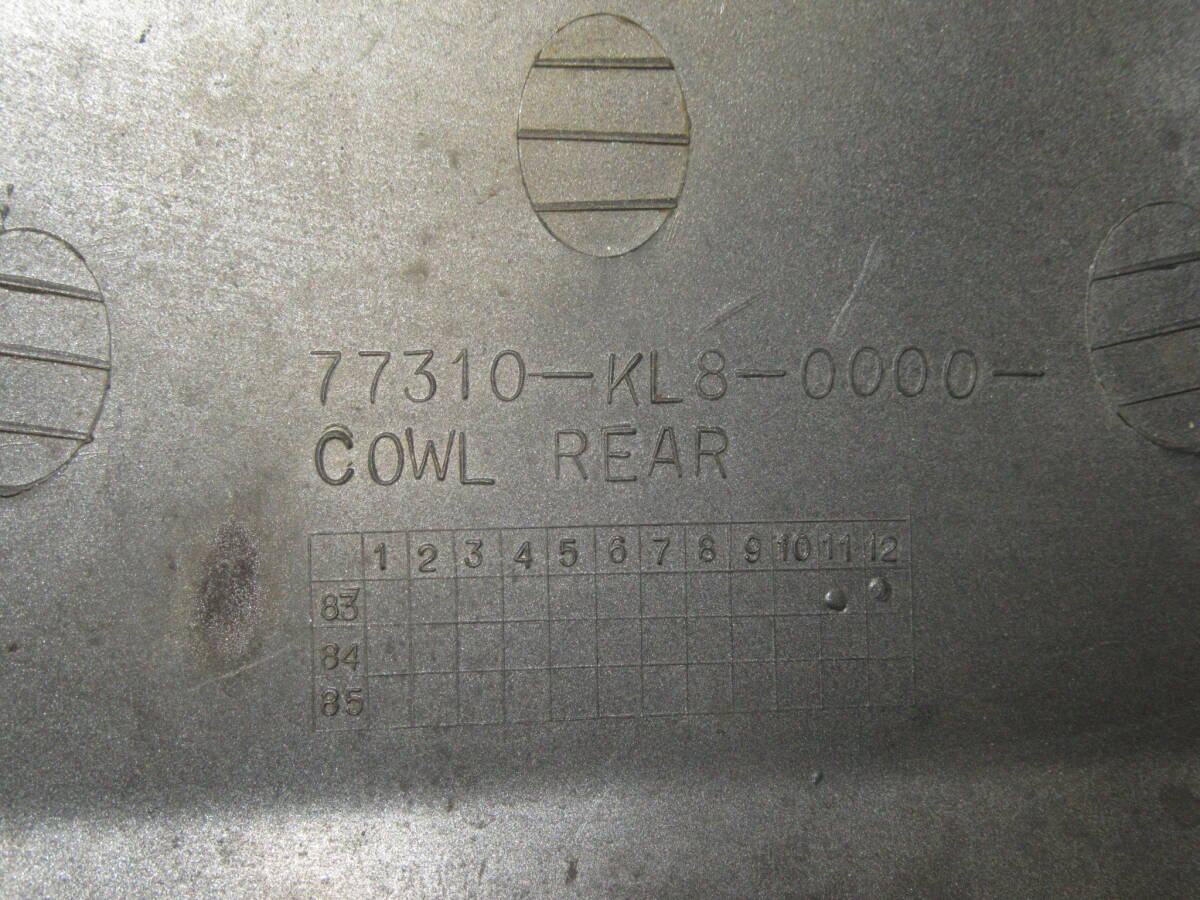 77310-KL8-0000-
COWL REAR
1 2 3 4 5 6 7 8 9 10 11 12
83
84
85